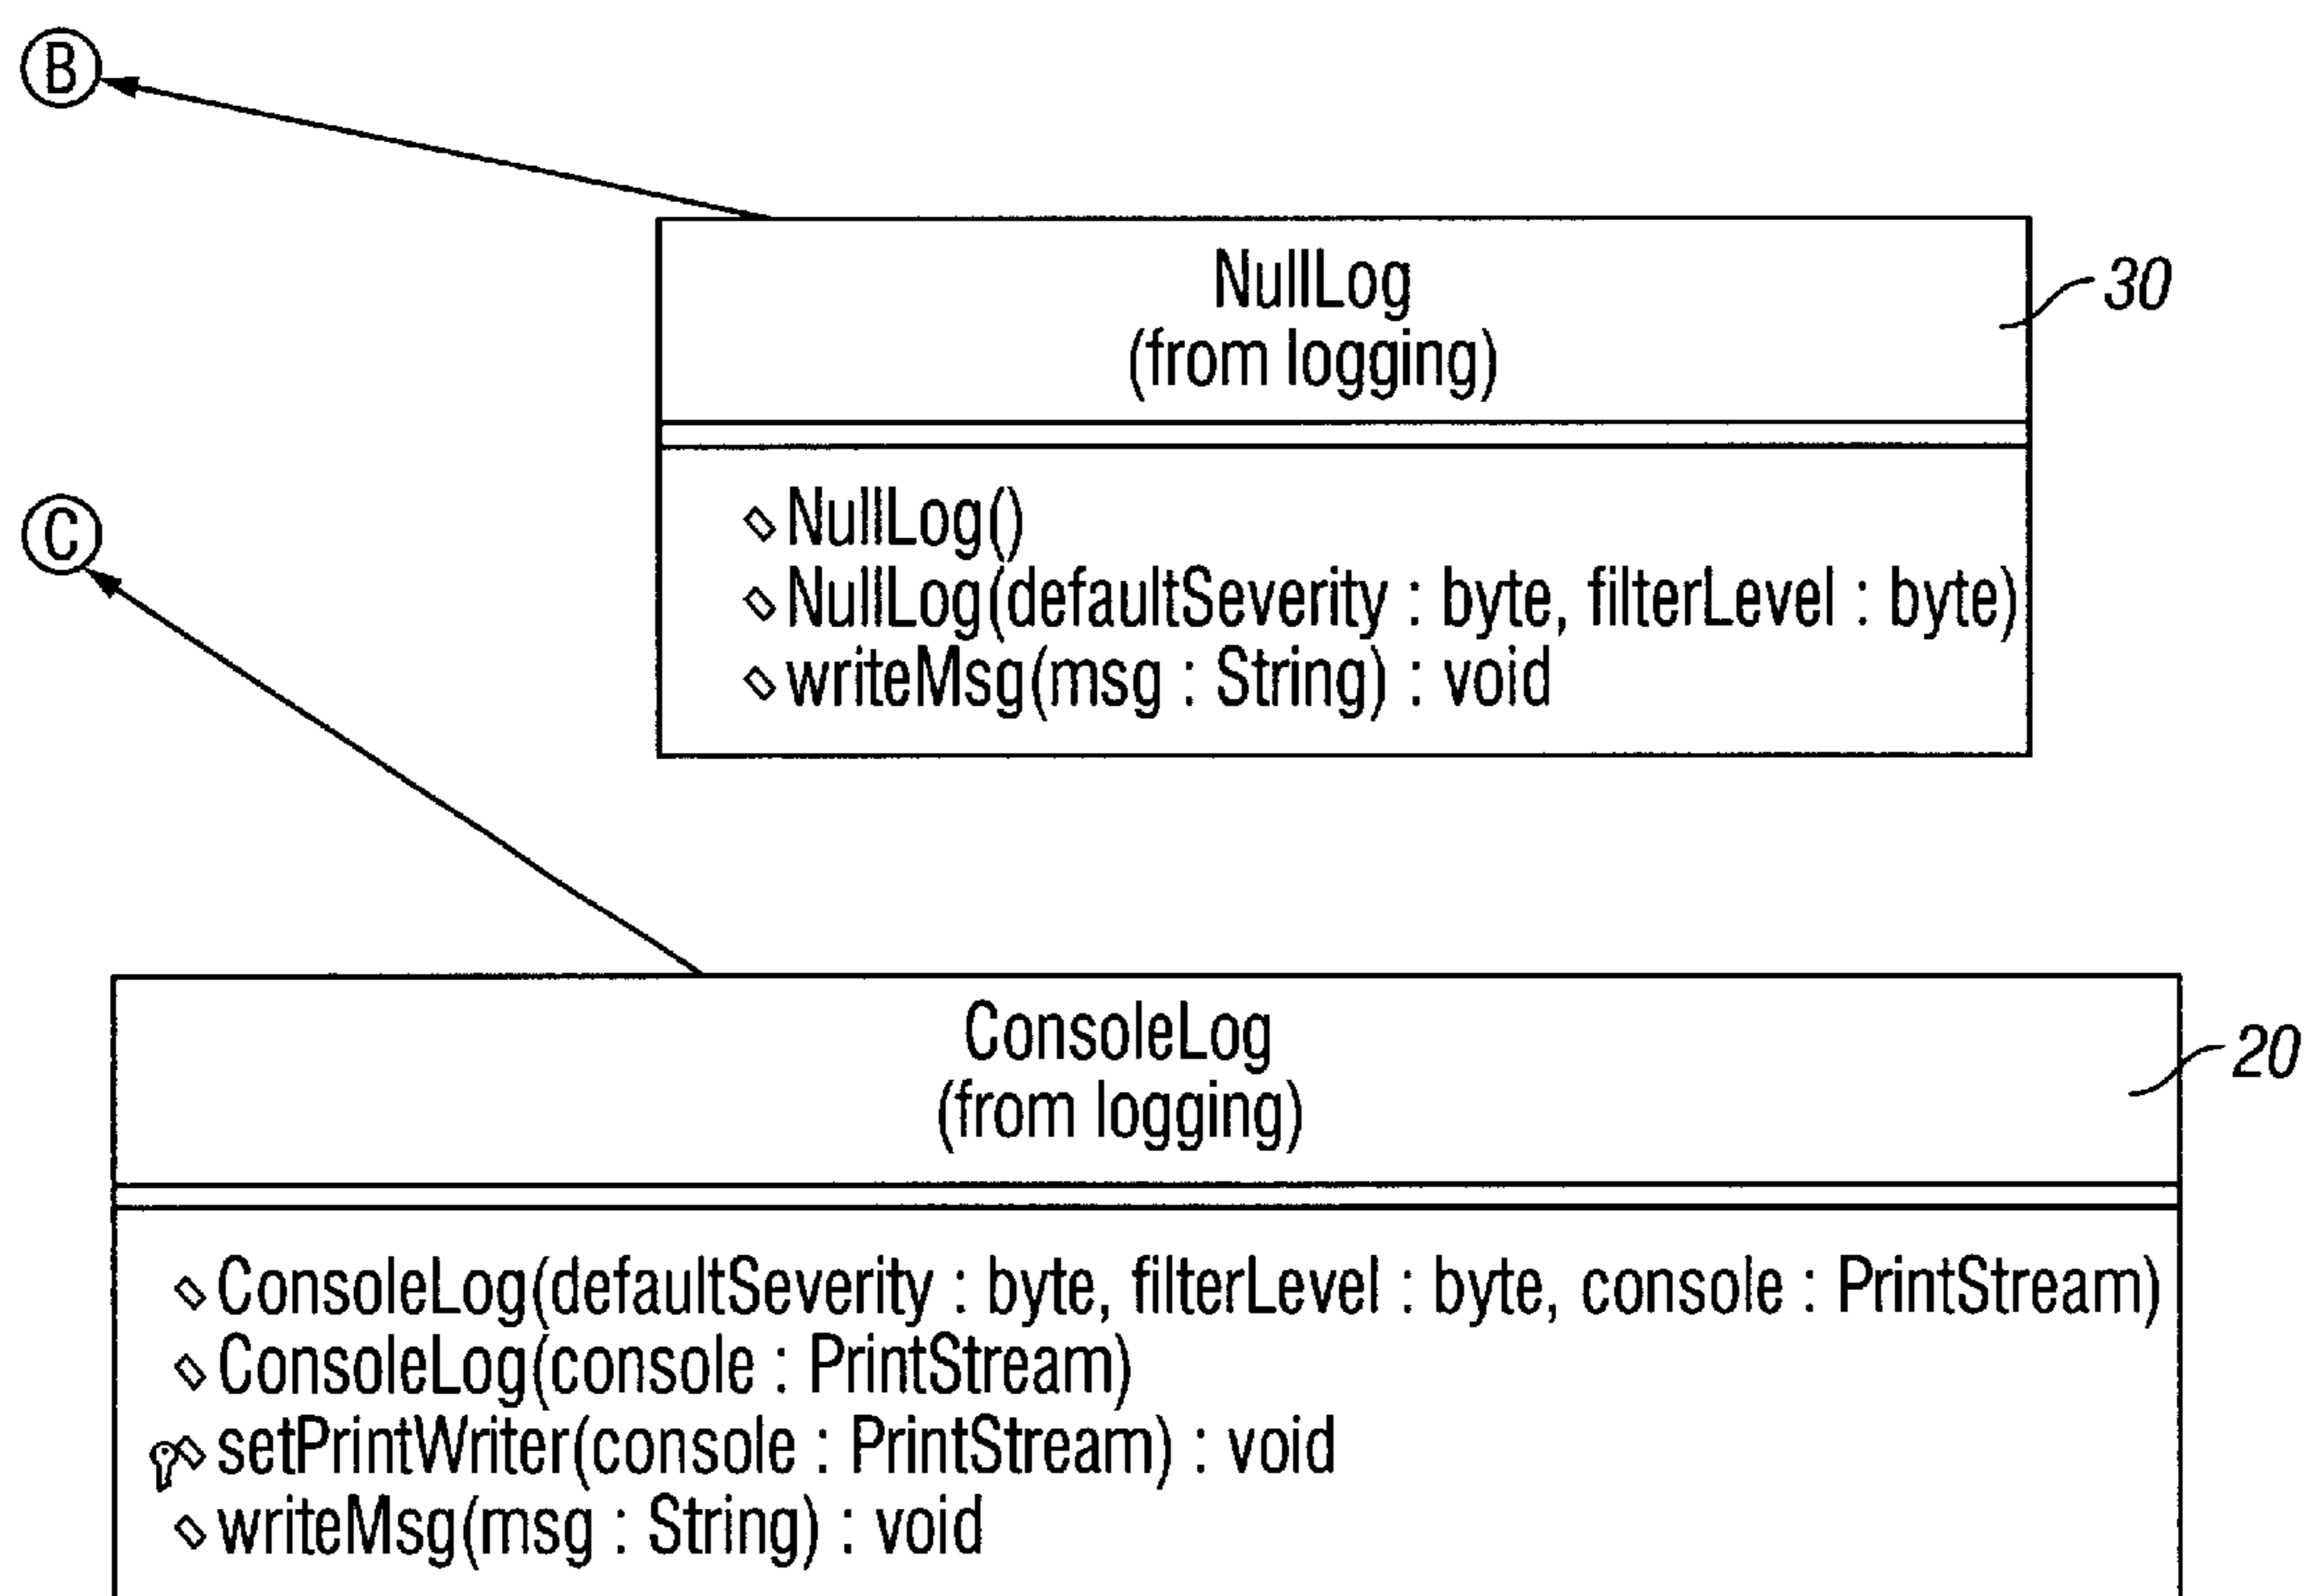 B
NullLog
(from logging)
30
NullLog()
NullLog(defaultSeverity : byte, filterLevel : byte)
writeMsg(msg : String) : void
C
ConsoleLog
(from logging)
20
ConsoleLog(defaultSeverity : byte, filterLevel : byte, console : PrintStream)
ConsoleLog(console : PrintStream)
setPrintWriter(console : PrintStream) : void
writeMsg(msg : String) : void